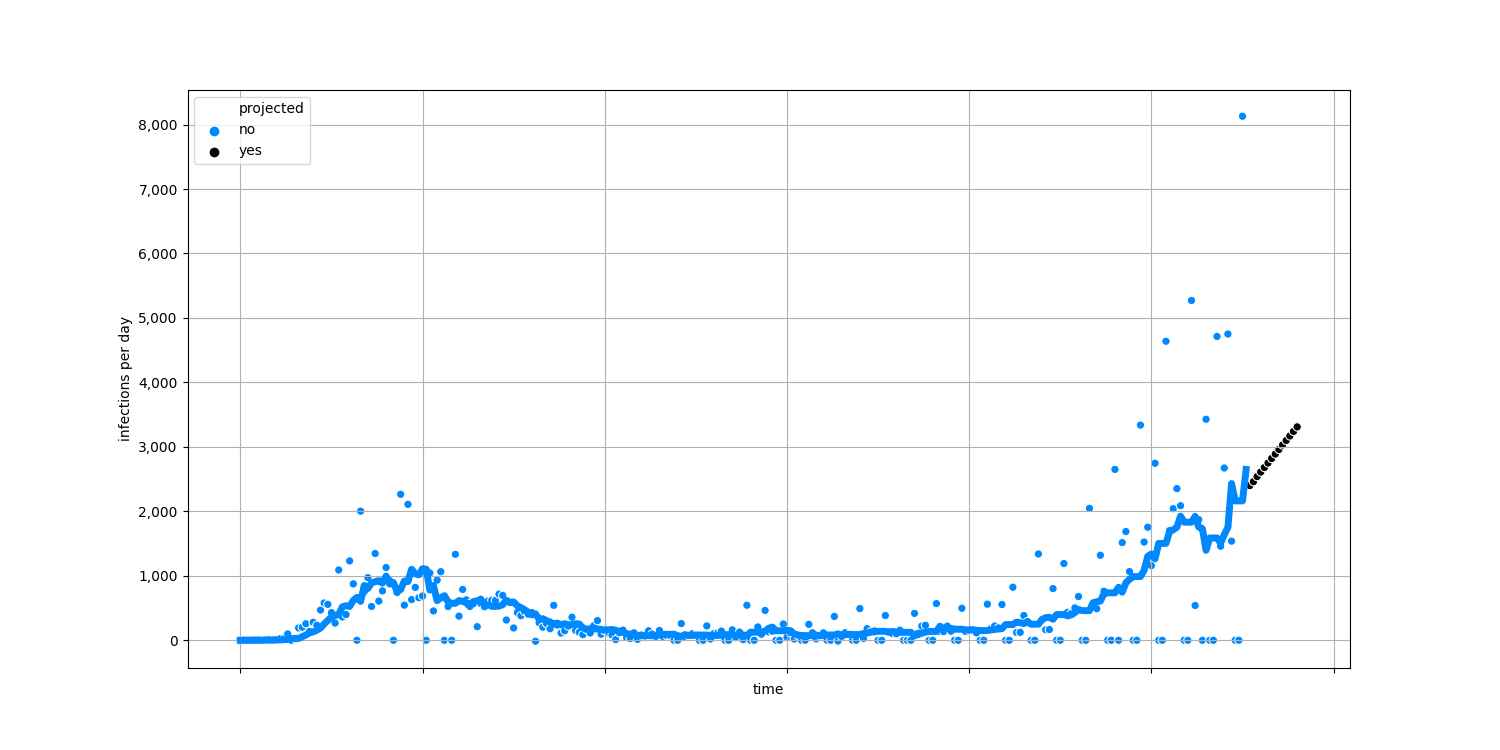 projected
no
yes
8,000
7,000
6,000
5,000
4,000
3,000
2,000
1,000
0
infections per day
time